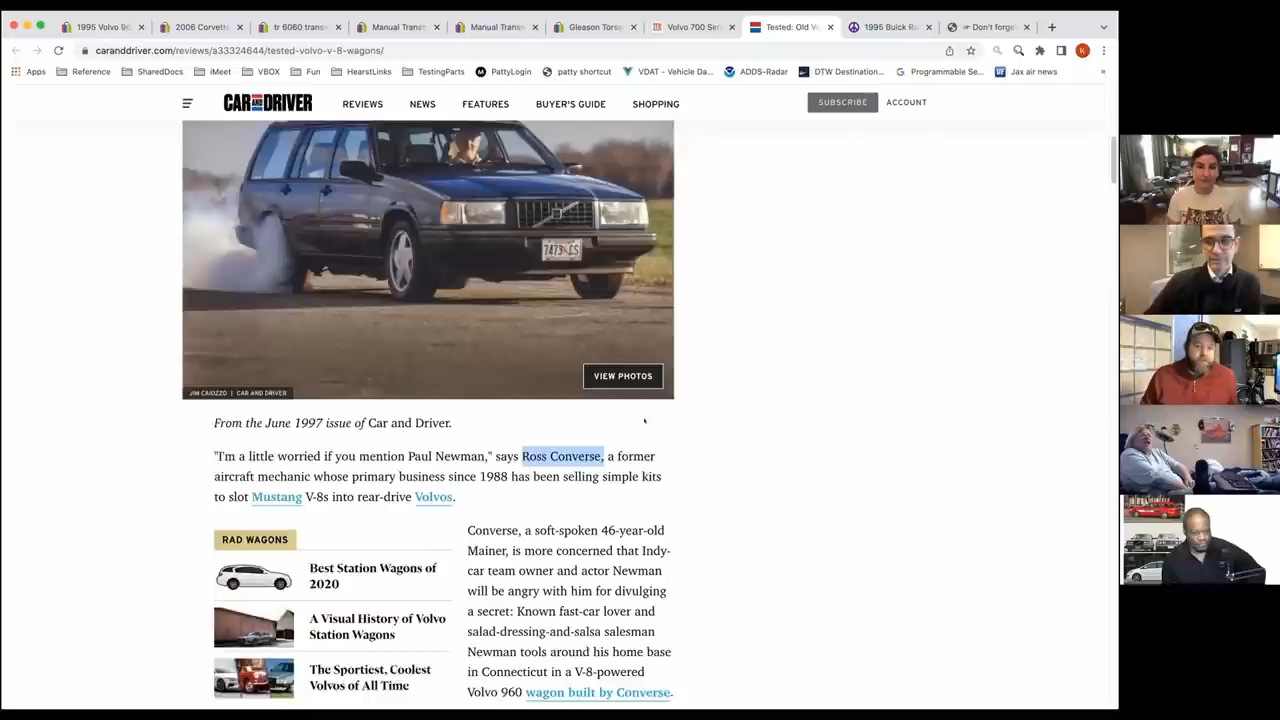 1995 Volvo 96
2006 Corvette
tr 6060 trans
Manual Transm
Manual Transm
Gleason Torse
Volvo 700 Seri
Tested: Old Vo
1995 Buick Ro
Don't forge
caranddriver.com/reviews/a33324644/tested-volvo-v-8-wagons/
K
Apps
Reference
SharedDocs
iMeet
VBOX
Fun
HearstLinks
TestingParts
PattyLogin
patty shortcut
VDAT - Vehicle Da...
ADDS-Radar
DTW Destination...
Programmable Se...
Jax air news
CAR AND DRIVER
REVIEWS
NEWS
FEATURES
BUYER'S GUIDE
SHOPPING
SUBSCRIBE
ACCOUNT
VIEW PHOTOS
JIM CAIOZZO | CAR AND DRIVER
From the June 1997 issue of Car and Driver.
"I'm a little worried if you mention Paul Newman," says Ross Converse, a former
aircraft mechanic whose primary business since 1988 has been selling simple kits
to slot Mustang V-8s into rear-drive Volvos.
RAD WAGONS
Best Station Wagons of
2020
A Visual History of Volvo
Station Wagons
The Sportiest, Coolest
Volvos of All Time
Converse, a soft-spoken 46-year-old
Mainer, is more concerned that Indy-
car team owner and actor Newman
will be angry with him for divulging
a secret: Known fast-car lover and
salad-dressing-and-salsa salesman
Newman tools around his home base
in Connecticut in a V-8-powered
Volvo 960 wagon built by Converse.